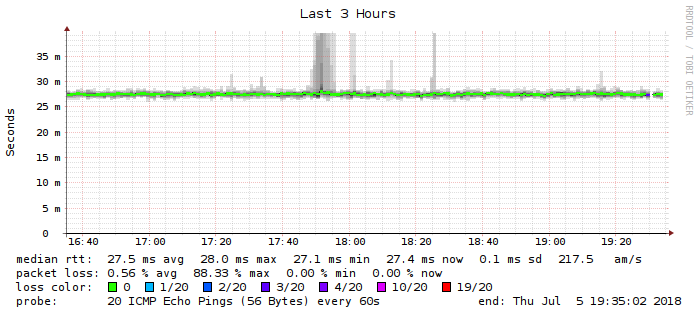 Last 3 Hours
RRDTOOL / TOBI OETIKER
Seconds
35 m
30 m
25 m
20 m
15 m
10 m
5 m
0
16:40 17:00 17:20 17:40 18:00 18:20 18:40 19:00 19:20
median rtt: 27.5 ms avg 28.0 ms max 27.1 ms min 27.4 ms now 0.1 ms sd 217.5 am/s
packet loss: 0.56 % avg 88.33 % max 0.00 % min 0.00 % now
loss color: 0 1/20 2/20 3/20 4/20 10/20 19/20
probe: 20 ICMP Echo Pings (56 Bytes) every 60s end: Thu Jul 5 19:35:02 2018